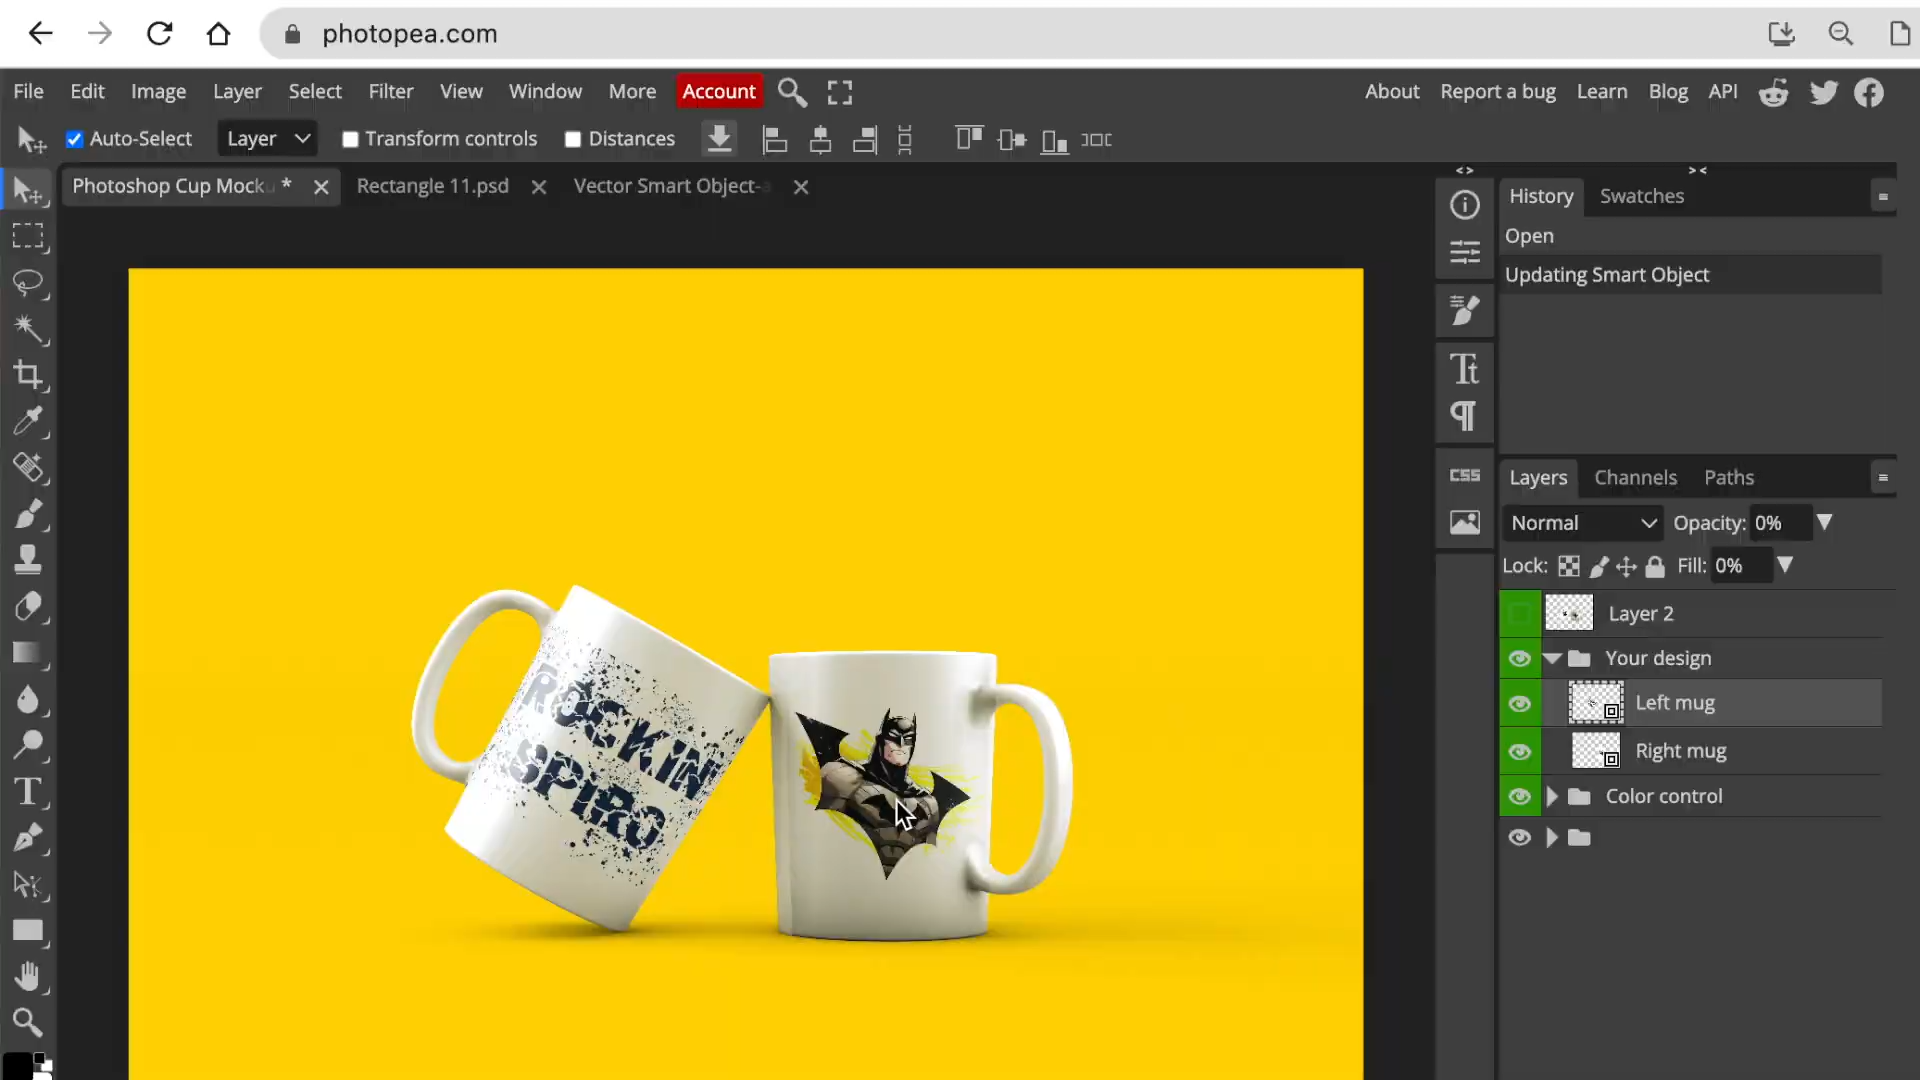 photopea.com
File Edit Image Layer Select Filter View Window More Account About Report a bug Learn Blog API
Auto-Select Layer Transform controls Distances
Photoshop Cup Mocku * Rectangle 11.psd Vector Smart Object-a
History Swatches
Open
Updating Smart Object
CSS
Layers Channels Paths
Normal Opacity: 0%
Lock: Fill: 0%
Layer 2
Your design
Left mug
Right mug
Color control
ROCKIN
SPIRO